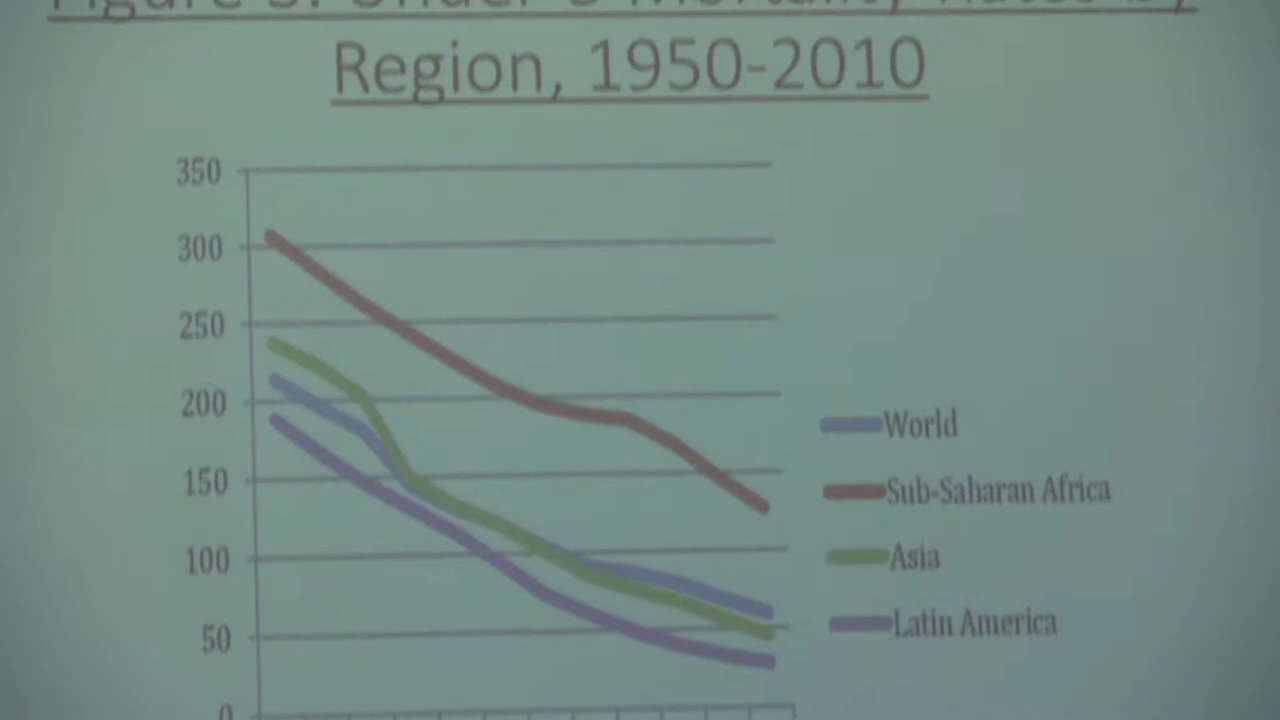 Region, 1950-2010
350
300
250
200
150
100
50
0
World
Sub-Saharan Africa
Asia
Latin America